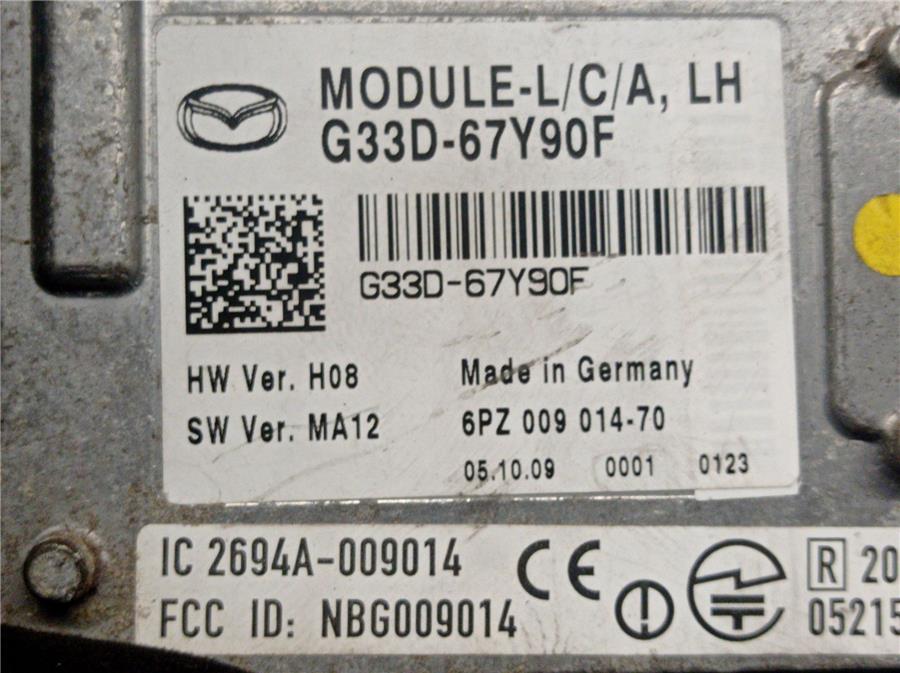 MODULE-L/C/A, LH
G33D-67Y90F
G33D-67Y90F
HW Ver. H08
Made in Germany
SW Ver. MA12
6PZ 009 014-70
05.10.09 0001 0123
IC 2694A-009014
FCC ID: NBG009014
CE
R 20
05215